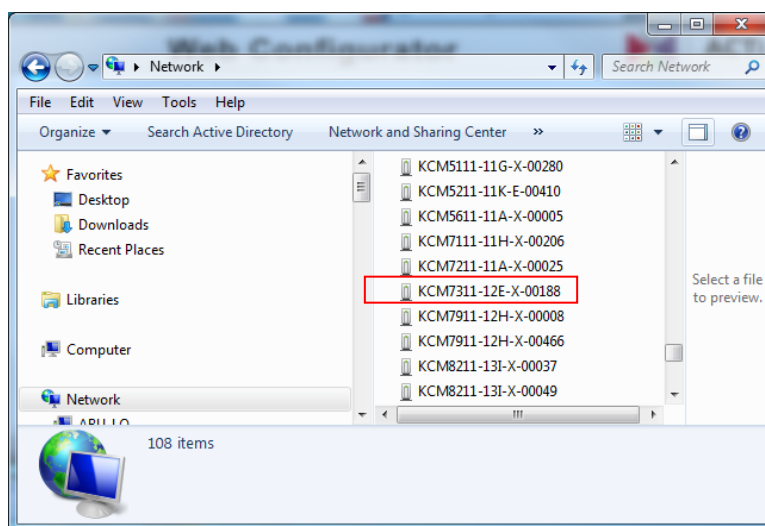 Web Configurator
ACTi
Network
Search Network
File Edit View Tools Help
Organize Search Active Directory Network and Sharing Center »
Favorites
Desktop
Downloads
Recent Places
Libraries
Computer
Network
KCM5111-11G-X-00280
KCM5211-11K-E-00410
KCM5611-11A-X-00005
KCM7111-11H-X-00206
KCM7211-11A-X-00025
KCM7311-12E-X-00188
KCM7911-12H-X-00008
KCM7911-12H-X-00466
KCM8211-13I-X-00037
KCM8211-13I-X-00049
Select a file
to preview.
108 items